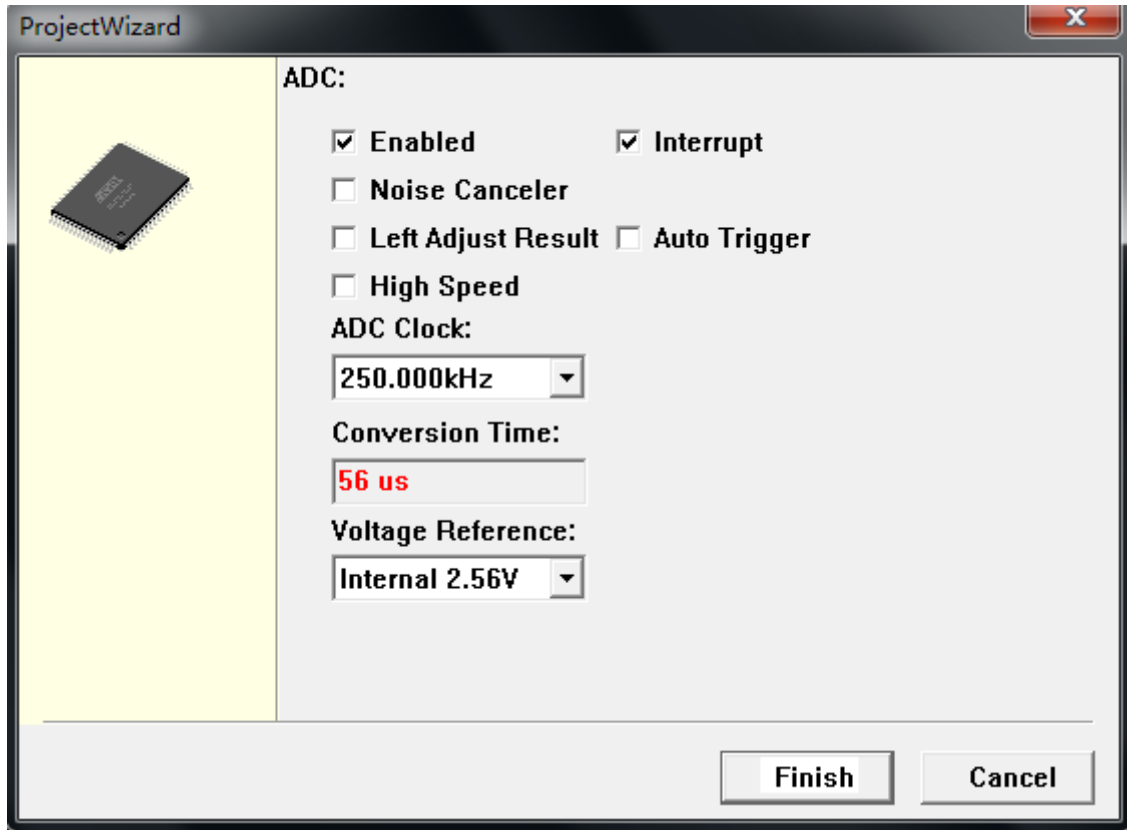 ProjectWizard
ADC:
Enabled Interrupt
Noise Canceler
Left Adjust Result Auto Trigger
High Speed
ADC Clock:
250.000kHz
Conversion Time:
56 us
Voltage Reference:
Internal 2.56V
Finish Cancel